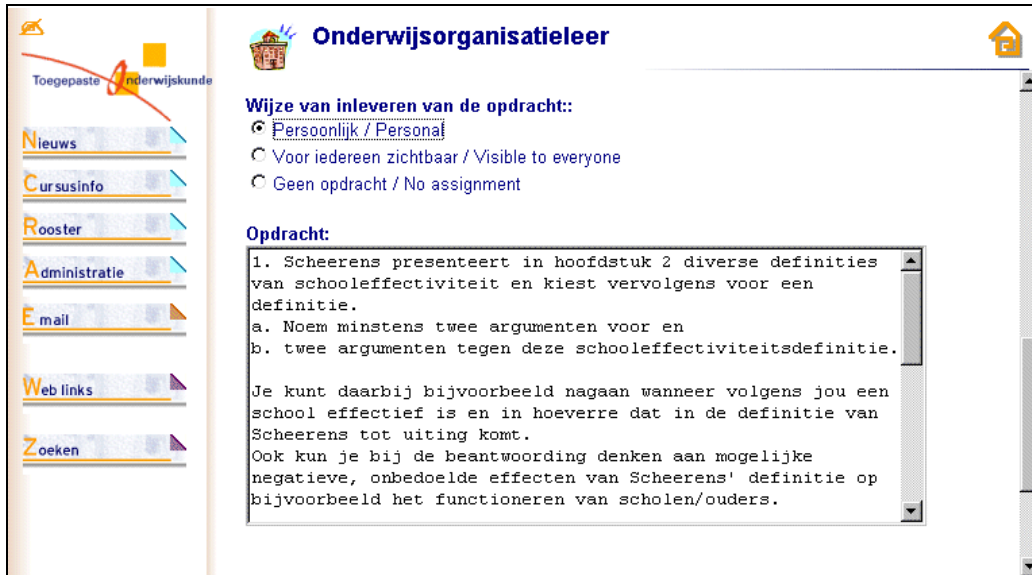 Onderwijsorganisatieleer
Toegepaste Onderwijskunde
Nieuws
Cursusinfo
Rooster
Administratie
E mail
Web links
Zoeken
Wijze van inleveren van de opdracht::
Persoonlijk / Personal
Voor iedereen zichtbaar / Visible to everyone
Geen opdracht / No assignment
Opdracht:
1. Scheerens presenteert in hoofdstuk 2 diverse definities
van schooleffectiviteit en kiest vervolgens voor een
definitie.
a. Noem minstens twee argumenten voor en
b. twee argumenten tegen deze schooleffectiviteitsdefinitie.
Je kunt daarbij bijvoorbeeld nagaan wanneer volgens jou een
school effectief is en in hoeverre dat in de definitie van
Scheerens tot uiting komt.
Ook kun je bij de beantwoording denken aan mogelijke
negatieve, onbedoelde effecten van Scheerens' definitie op
bijvoorbeeld het functioneren van scholen/ouders.